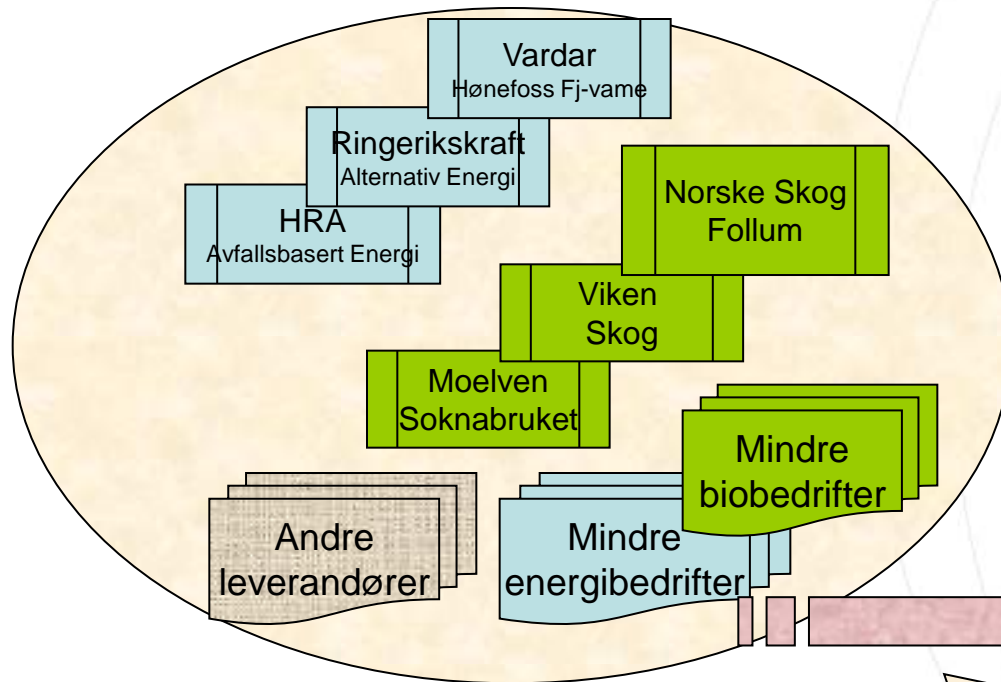 Vardar
Hønefoss Fj-vame
Ringerikskraft
Alternativ Energi
HRA
Avfallsbasert Energi
Norske Skog
Follum
Viken
Skog
Moelven
Soknabruket
Mindre
biobedrifter
Andre
leverandører
Mindre
energibedrifter